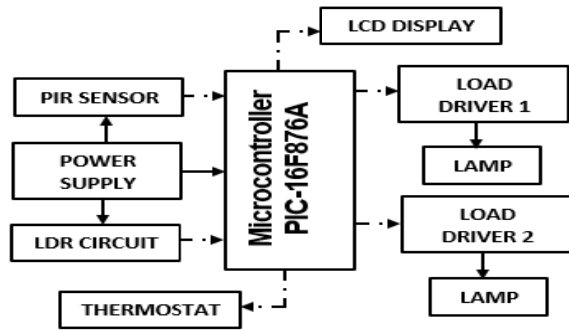 LCD DISPLAY
PIR SENSOR
POWER
SUPPLY
LDR CIRCUIT
THERMOSTAT
Microcontroller
PIC-16F876A
LOAD
DRIVER 1
LAMP
LOAD
DRIVER 2
LAMP